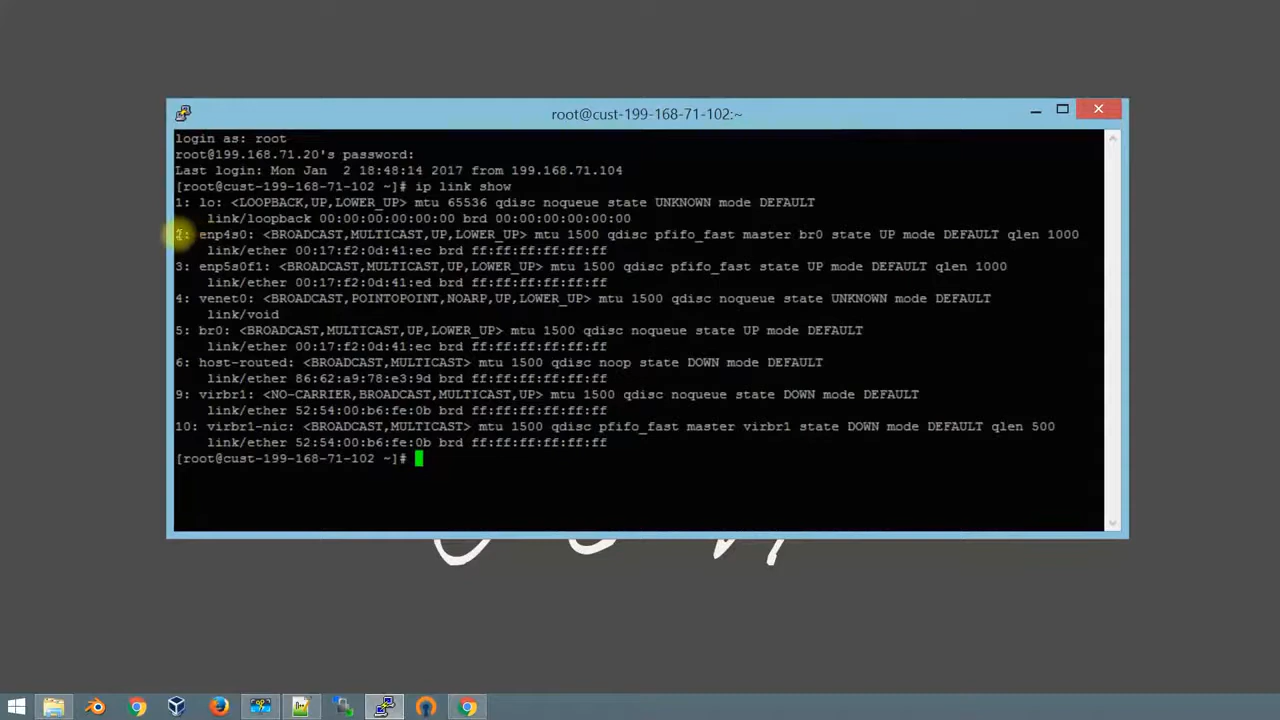 root@cust-199-168-71-102:~
login as: root
root@199.168.71.20's password:
Last login: Mon Jan  2 18:48:14 2017 from 199.168.71.104
[root@cust-199-168-71-102 ~]# ip link show
1: lo: <LOOPBACK,UP,LOWER_UP> mtu 65536 qdisc noqueue state UNKNOWN mode DEFAULT
    link/loopback 00:00:00:00:00:00 brd 00:00:00:00:00:00
2: enp4s0: <BROADCAST,MULTICAST,UP,LOWER_UP> mtu 1500 qdisc pfifo_fast master br0 state UP mode DEFAULT qlen 1000
    link/ether 00:17:f2:0d:41:ec brd ff:ff:ff:ff:ff:ff
3: enp5s0f1: <BROADCAST,MULTICAST,UP,LOWER_UP> mtu 1500 qdisc pfifo_fast state UP mode DEFAULT qlen 1000
    link/ether 00:17:f2:0d:41:ed brd ff:ff:ff:ff:ff:ff
4: venet0: <BROADCAST,POINTOPOINT,NOARP,UP,LOWER_UP> mtu 1500 qdisc noqueue state UNKNOWN mode DEFAULT
    link/void
5: br0: <BROADCAST,MULTICAST,UP,LOWER_UP> mtu 1500 qdisc noqueue state UP mode DEFAULT
    link/ether 00:17:f2:0d:41:ec brd ff:ff:ff:ff:ff:ff
6: host-routed: <BROADCAST,MULTICAST> mtu 1500 qdisc noop state DOWN mode DEFAULT
    link/ether 86:62:a9:78:e3:9d brd ff:ff:ff:ff:ff:ff
9: virbr1: <NO-CARRIER,BROADCAST,MULTICAST,UP> mtu 1500 qdisc noqueue state DOWN mode DEFAULT
    link/ether 52:54:00:b6:fe:0b brd ff:ff:ff:ff:ff:ff
10: virbr1-nic: <BROADCAST,MULTICAST> mtu 1500 qdisc pfifo_fast master virbr1 state DOWN mode DEFAULT qlen 500
    link/ether 52:54:00:b6:fe:0b brd ff:ff:ff:ff:ff:ff
[root@cust-199-168-71-102 ~]#